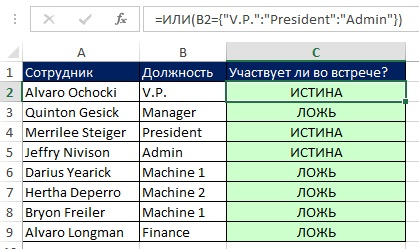 =ИЛИ(B2={"V.P.":"President":"Admin"})
A B C
1 Сотрудник Должность Участвует ли во встрече?
2 Alvaro Ochocki V.P. ИСТИНА
3 Quinton Gesick Manager ЛОЖЬ
4 Merrilee Steiger President ИСТИНА
5 Jeffry Nivison Admin ИСТИНА
6 Darius Yearick Machine 1 ЛОЖЬ
7 Hertha Deperro Machine 2 ЛОЖЬ
8 Bryon Freiler Machine 1 ЛОЖЬ
9 Alvaro Longman Finance ЛОЖЬ